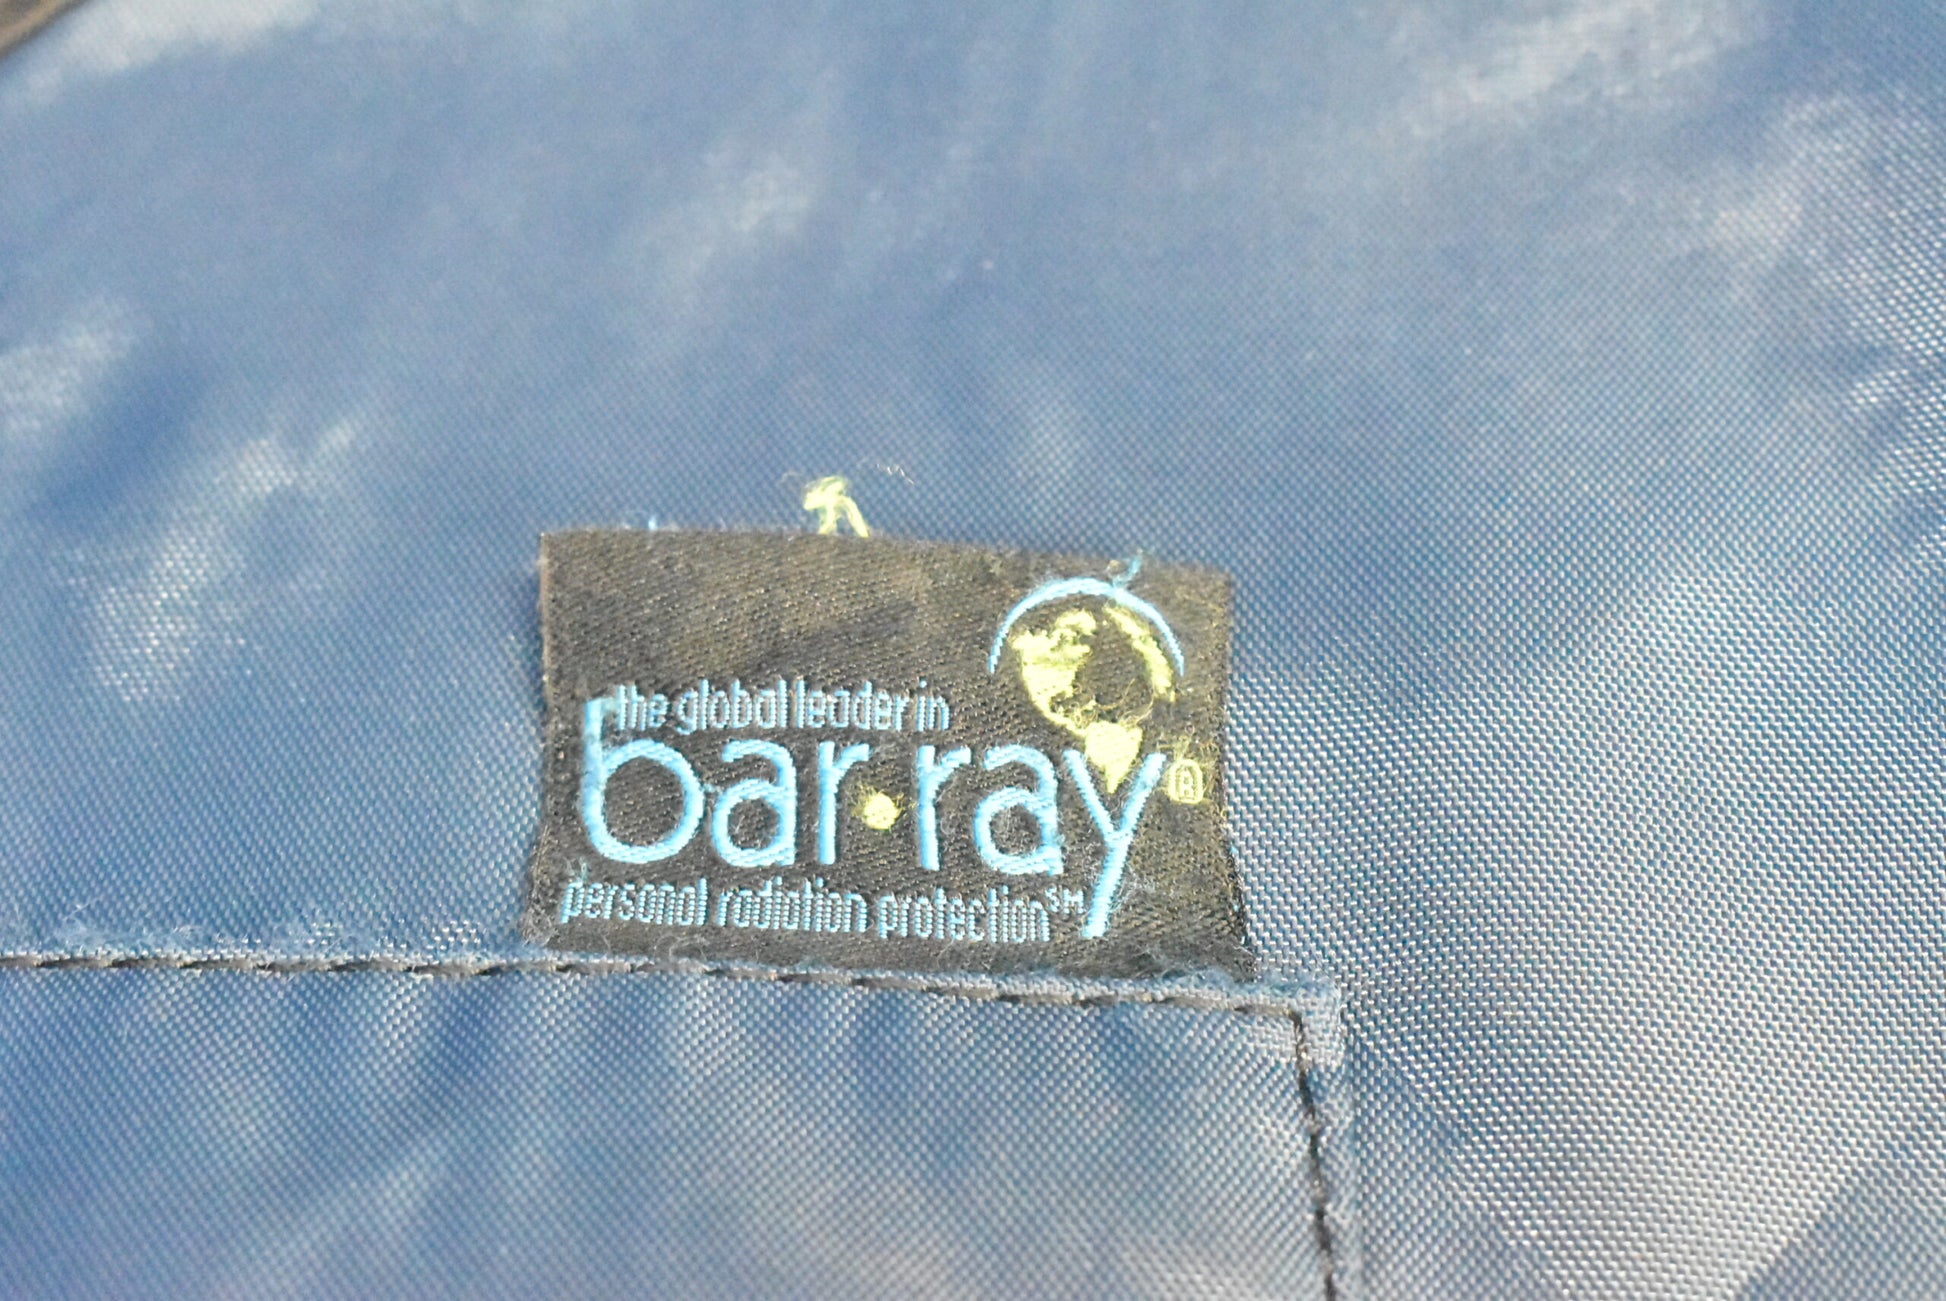 the global leader in
bar·ray®
personal radiation protection℠